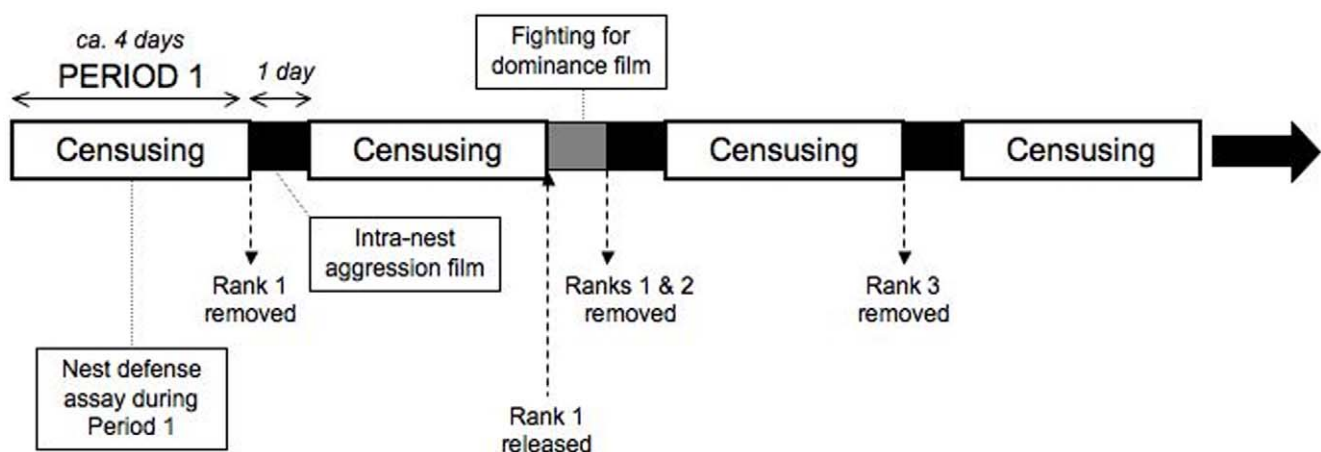 ca. 4 days
PERIOD 1
1 day
Fighting for
dominance film
Censusing
Censusing
Censusing
Censusing
Intra-nest
aggression film
Rank 1
removed
Ranks 1 & 2
removed
Rank 3
removed
Nest defense
assay during
Period 1
Rank 1
released